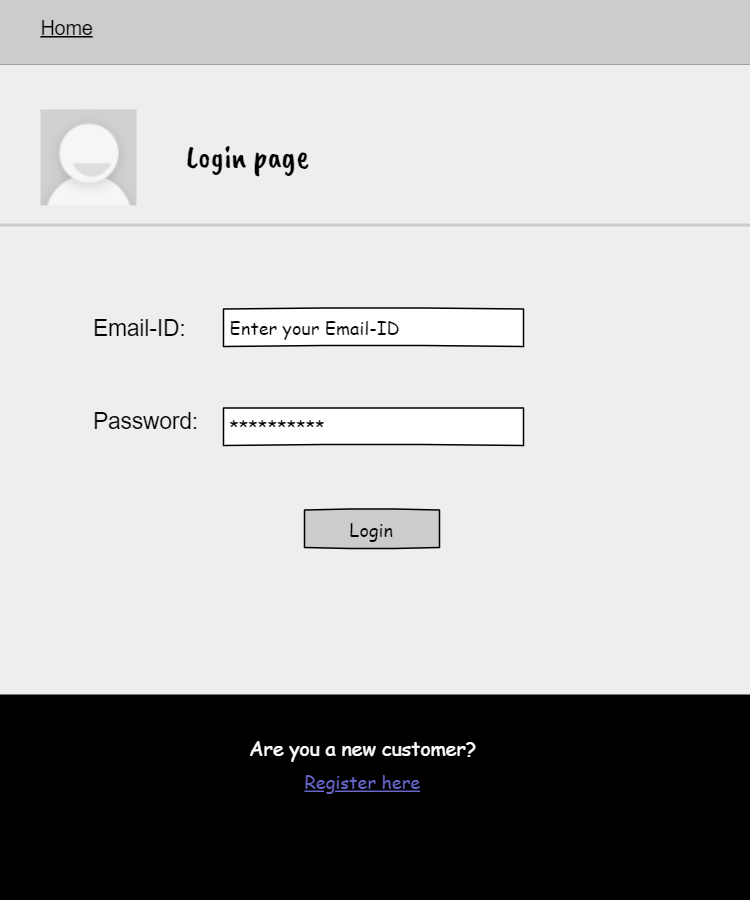 Home
Login page
Email-ID: Enter your Email-ID
Password: **********
Login
Are you a new customer?
Register here